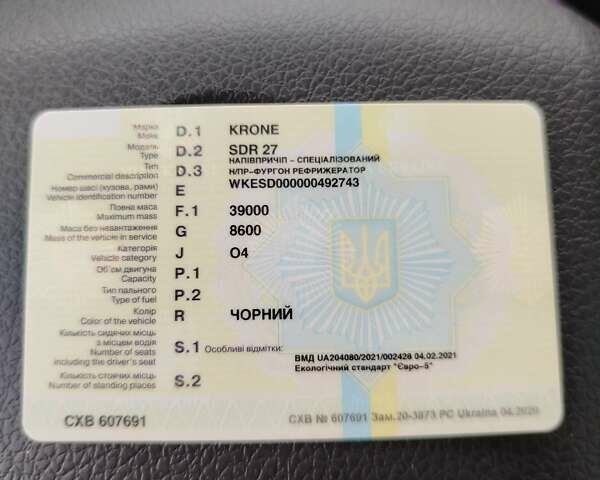 Марка
Make D.1 KRONE
Модель
Type D.2 SDR 27
Тип
Commercial description D.3 НАПІВПРИЧІП – СПЕЦІАЛІЗОВАНИЙ
Н/ПР-ФУРГОН РЕФРИЖЕРАТОР
Номер шасі (кузова, рами)
Vehicle identification number E WKESD000000492743
Повна маса
Maximum mass F.1 39000
Маса без навантаження
Mass of the vehicle in service G 8600
Категорія
Vehicle category J O4
Об'єм двигуна
Capacity P.1
Тип пального
Type of fuel P.2
Колір
Color of the vehicle R ЧОРНИЙ
Кількість сидячих місць
з місцем водія
Number of seats
including the driver's seat S.1 Особливі відмітки:
ВМД UA204080/2021/002428 04.02.2021
Екологічний стандарт "Євро-5"
Кількість стоячих місць
Number of standing places S.2
СХВ 607691
СХВ № 607691 Зам.20-3873 РС Ukraina 04.2020